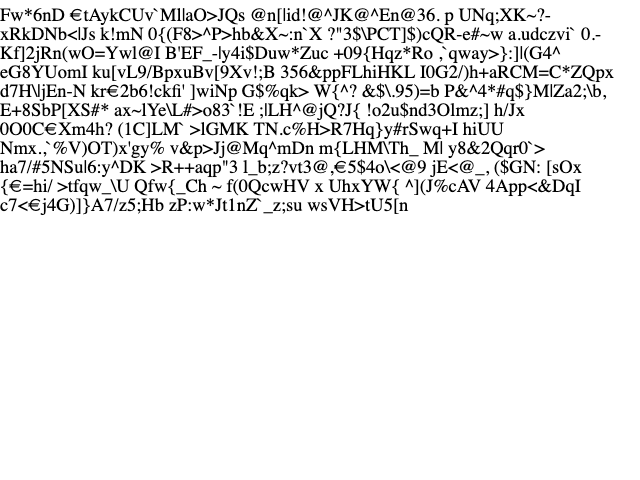 Fw*6nD €tAykCUv`Ml|aO>JQs @n[|id!@^JK@^En@36. p UNq;XK~?-
xRkDNb<|Js k!mN 0{(F8>^P>hb&X~:n`X ?"3$\PCT]$)cQR-e#~w a.udczvi` 0.-
Kf]2jRn(wO=Ywl@I B'EF_-|y4i$Duw*Zuc +09{Hqz*Ro ,`qway>}:]|(G4^
eG8YUomI ku[vL9/BpxuBv[9Xv!;B 356&ppFLhiHKL I0G2/)h+aRCM=C*ZQpx
d7H\ljEn-N kr€2b6!ckfi' ]wiNp G$%qk> W{^? &$\.95)=b P&^4*#q$}M|Za2;\b,
E+8SbP[XS#* ax~lYe\L#>o83`!E ;|LH^@jQ?J{ !o2u$nd3Olmz;] h/Jx
0O0C€Xm4h? (1C]LM` >lGMK TN.c%H>R7Hq}y#rSwq+I hiUU
Nmx.,`%V)OT)x'gy% v&p>Jj@Mq^mDn m{LHM\Th_ M| y8&2Qqr0`>
ha7/#5NSu|6:y^DK >R++aqp"3 l_b;z?vt3@,€5$4o\<@9 jE<@_, ($GN: [sOx
{€=hi/ >tfqw_\U Qfw{_Ch ~ f(0QcwHV x UhxYW{ ^](J%cAV 4App<&DqI
c7<€j4G)]}A7/z5;Hb zP:w*Jt1nZ`_z;su wsVH>tU5[n